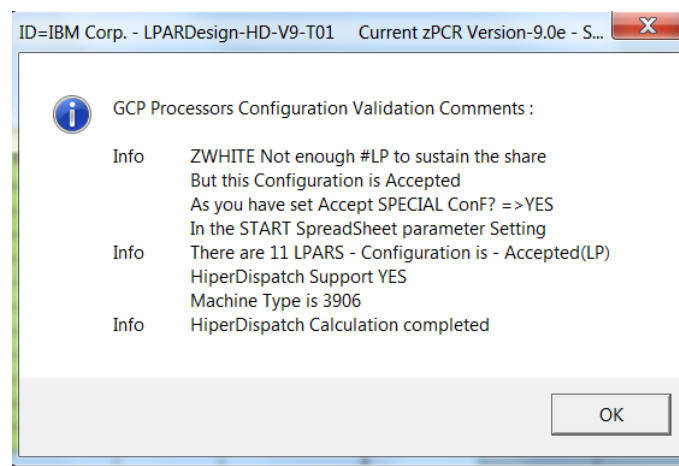 ID=IBM Corp. - LPARDesign-HD-V9-T01 Current zPCR Version-9.0e - S...
GCP Processors Configuration Validation Comments :
Info ZWHITE Not enough #LP to sustain the share
But this Configuration is Accepted
As you have set Accept SPECIAL ConF? =>YES
In the START SpreadSheet parameter Setting
Info There are 11 LPARS - Configuration is - Accepted(LP)
HiperDispatch Support YES
Machine Type is 3906
Info HiperDispatch Calculation completed
OK